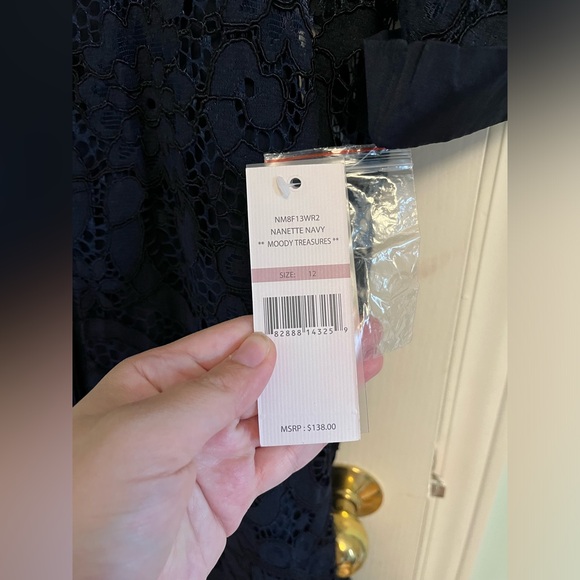 NM8F13WR2
NANETTE NAVY
** MOODY TREASURES **
SIZE: 12
82888 14325 9
MSRP : $138.00